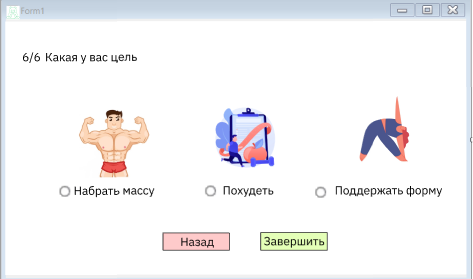 Form1
6/6 Какая у вас цель
Набрать массу
Похудеть
Поддержать форму
Назад
Завершить